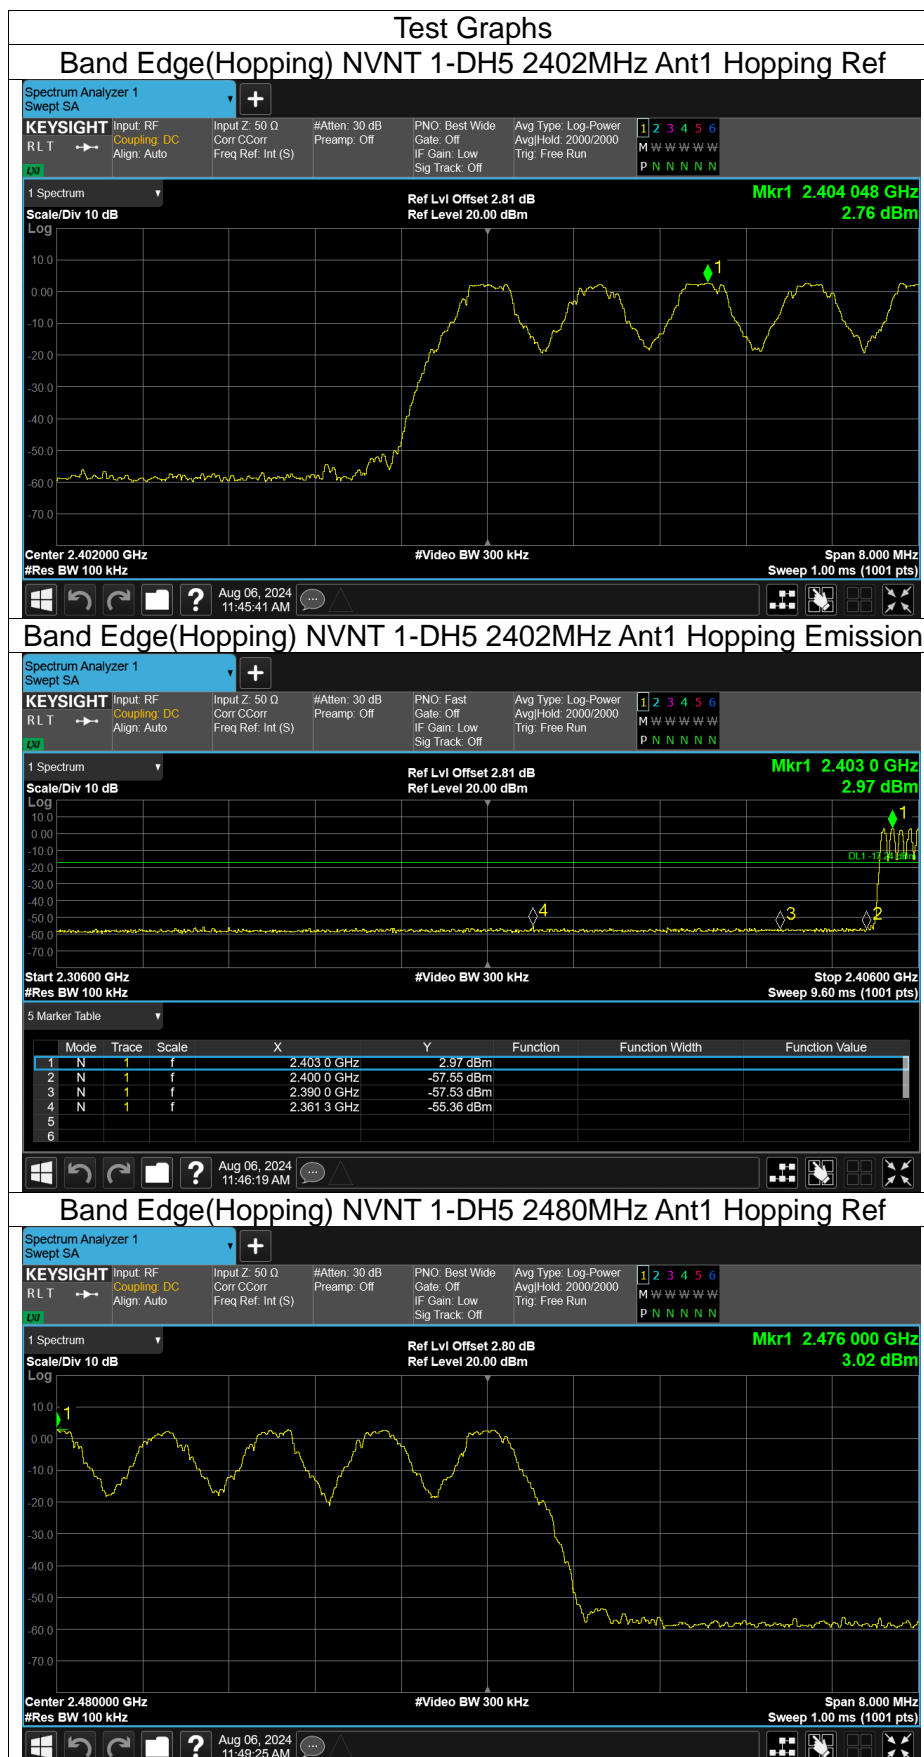 Test Graphs
Band Edge(Hopping) NVNT 1-DH5 2402MHz Ant1 Hopping Ref
Spectrum Analyzer 1
Swept SA
KEYSIGHT Input: RF Input Z: 50 Ω #Atten: 30 dB PNO: Best Wide Avg Type: Log-Power 1 2 3 4 5 6
R L T Coupling: DC Corr CCorr Preamp: Off Gate: Off Avg|Hold: 2000/2000 M W W W W W
Align: Auto Freq Ref: Int (S) IF Gain: Low Trig: Free Run
LXI Sig Track: Off P N N N N N
1 Spectrum Ref Lvl Offset 2.81 dB Mkr1 2.404 048 GHz
Scale/Div 10 dB Ref Level 20.00 dBm 2.76 dBm
Log
1
10.0
0.00
-10.0
-20.0
-30.0
-40.0
-50.0
-60.0
-70.0
Center 2.402000 GHz #Video BW 300 kHz Span 8.000 MHz
#Res BW 100 kHz Sweep 1.00 ms (1001 pts)
? Aug 06, 2024
11:45:41 AM
Band Edge(Hopping) NVNT 1-DH5 2402MHz Ant1 Hopping Emission
Spectrum Analyzer 1
Swept SA
KEYSIGHT Input: RF Input Z: 50 Ω #Atten: 30 dB PNO: Fast Avg Type: Log-Power 1 2 3 4 5 6
R L T Coupling: DC Corr CCorr Preamp: Off Gate: Off Avg|Hold: 2000/2000 M W W W W W
Align: Auto Freq Ref: Int (S) IF Gain: Low Trig: Free Run
LXI Sig Track: Off P N N N N N
1 Spectrum Ref Lvl Offset 2.81 dB Mkr1 2.403 0 GHz
Scale/Div 10 dB Ref Level 20.00 dBm 2.97 dBm
Log
10.0 1
0.00
-10.0 DL1 -17.24 dBm
-20.0
-30.0
-40.0
-50.0 4 3 2
-60.0
-70.0
Start 2.30600 GHz #Video BW 300 kHz Stop 2.40600 GHz
#Res BW 100 kHz Sweep 9.60 ms (1001 pts)
5 Marker Table
Mode Trace Scale X Y Function Function Width Function Value
1 N 1 f 2.403 0 GHz 2.97 dBm
2 N 1 f 2.400 0 GHz -57.55 dBm
3 N 1 f 2.390 0 GHz -57.53 dBm
4 N 1 f 2.361 3 GHz -55.36 dBm
5
6
? Aug 06, 2024
11:46:19 AM
Band Edge(Hopping) NVNT 1-DH5 2480MHz Ant1 Hopping Ref
Spectrum Analyzer 1
Swept SA
KEYSIGHT Input: RF Input Z: 50 Ω #Atten: 30 dB PNO: Best Wide Avg Type: Log-Power 1 2 3 4 5 6
R L T Coupling: DC Corr CCorr Preamp: Off Gate: Off Avg|Hold: 2000/2000 M W W W W W
Align: Auto Freq Ref: Int (S) IF Gain: Low Trig: Free Run
LXI Sig Track: Off P N N N N N
1 Spectrum Ref Lvl Offset 2.80 dB Mkr1 2.476 000 GHz
Scale/Div 10 dB Ref Level 20.00 dBm 3.02 dBm
Log
10.0 1
0.00
-10.0
-20.0
-30.0
-40.0
-50.0
-60.0
-70.0
Center 2.480000 GHz #Video BW 300 kHz Span 8.000 MHz
#Res BW 100 kHz Sweep 1.00 ms (1001 pts)
? Aug 06, 2024
11:49:25 AM